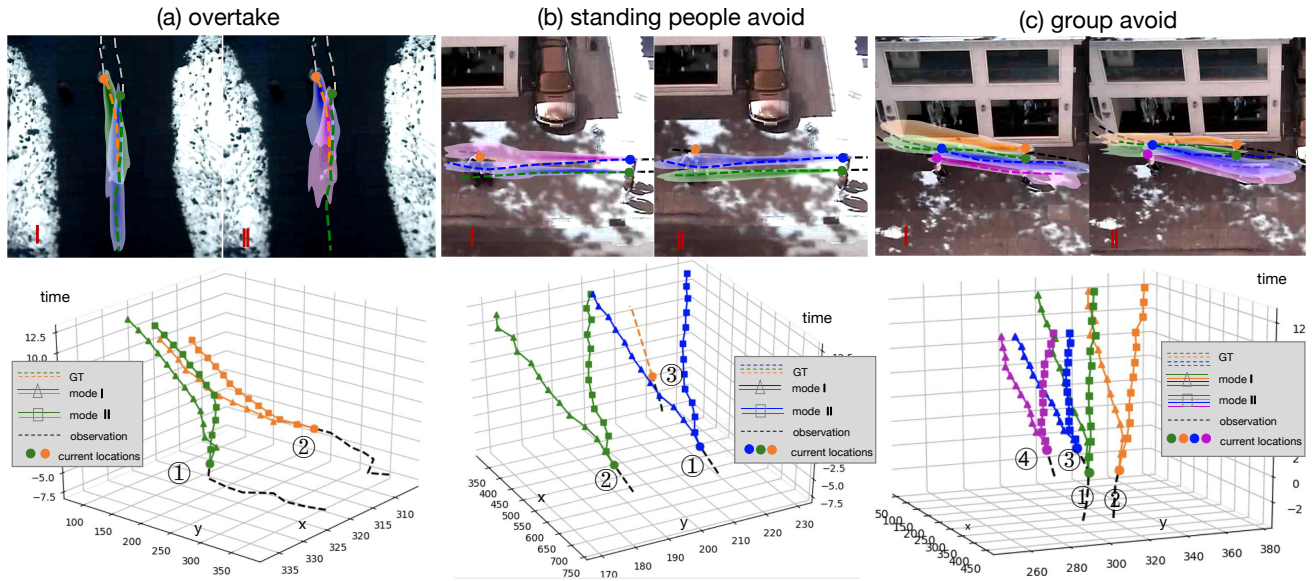 (a) overtake
(b) standing people avoid
(c) group avoid
I
II
I
II
I
II
time
12.5
10.0
GT
mode I
mode II
observation
current locations
-5.0
-7.5
①
②
100
150
200
250
300
350
y
x
310
315
320
325
330
335
time
GT
mode I
mode II
observation
current locations
-2.5
-5.0
-7.5
①
②
③
350
400
450
500
550
600
650
700
750
x
170
180
190
200
210
220
230
y
time
12
GT
mode I
mode II
observation
current locations
2
0
-2
①
②
③
④
50
100
150
200
250
300
350
400
450
x
260
280
300
320
340
360
380
y